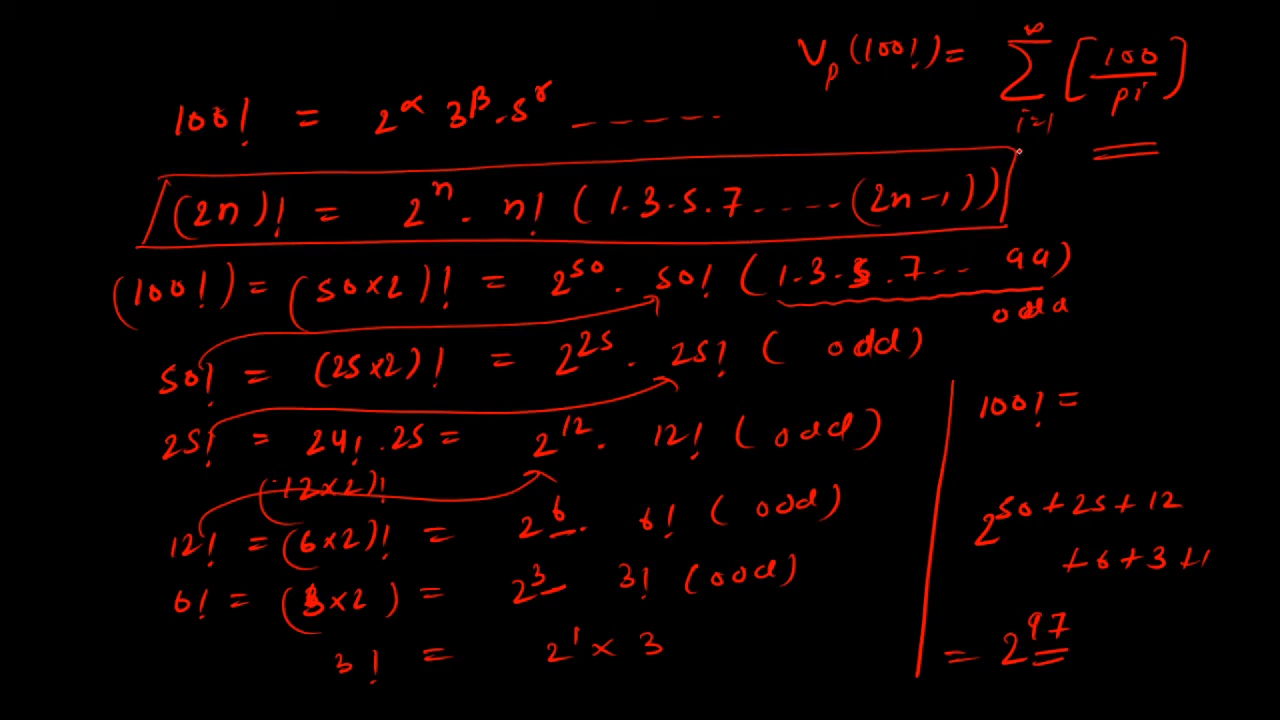 V_p(100!) = ∑_{i=1}^{∞} [100/p^i]
100! = 2^α 3^β . 5^γ -------
(2n)! = 2^n . n! (1.3.5.7.....(2n-1))
(100!) = (50×2)! = 2^50 . 50! (1.3.5.7... 99)
odd
50! = (25×2)! = 2^25 . 25! ( odd )
25! = 24! . 25 = 2^12 . 12! ( odd )
(12×2)!
12! = (6×2)! = 2^6 . 6! ( odd )
6! = (3×2) = 2^3 3! (odd)
3! = 2^1 × 3
100! =
2^50+25+12
+6+3+1
= 2^97